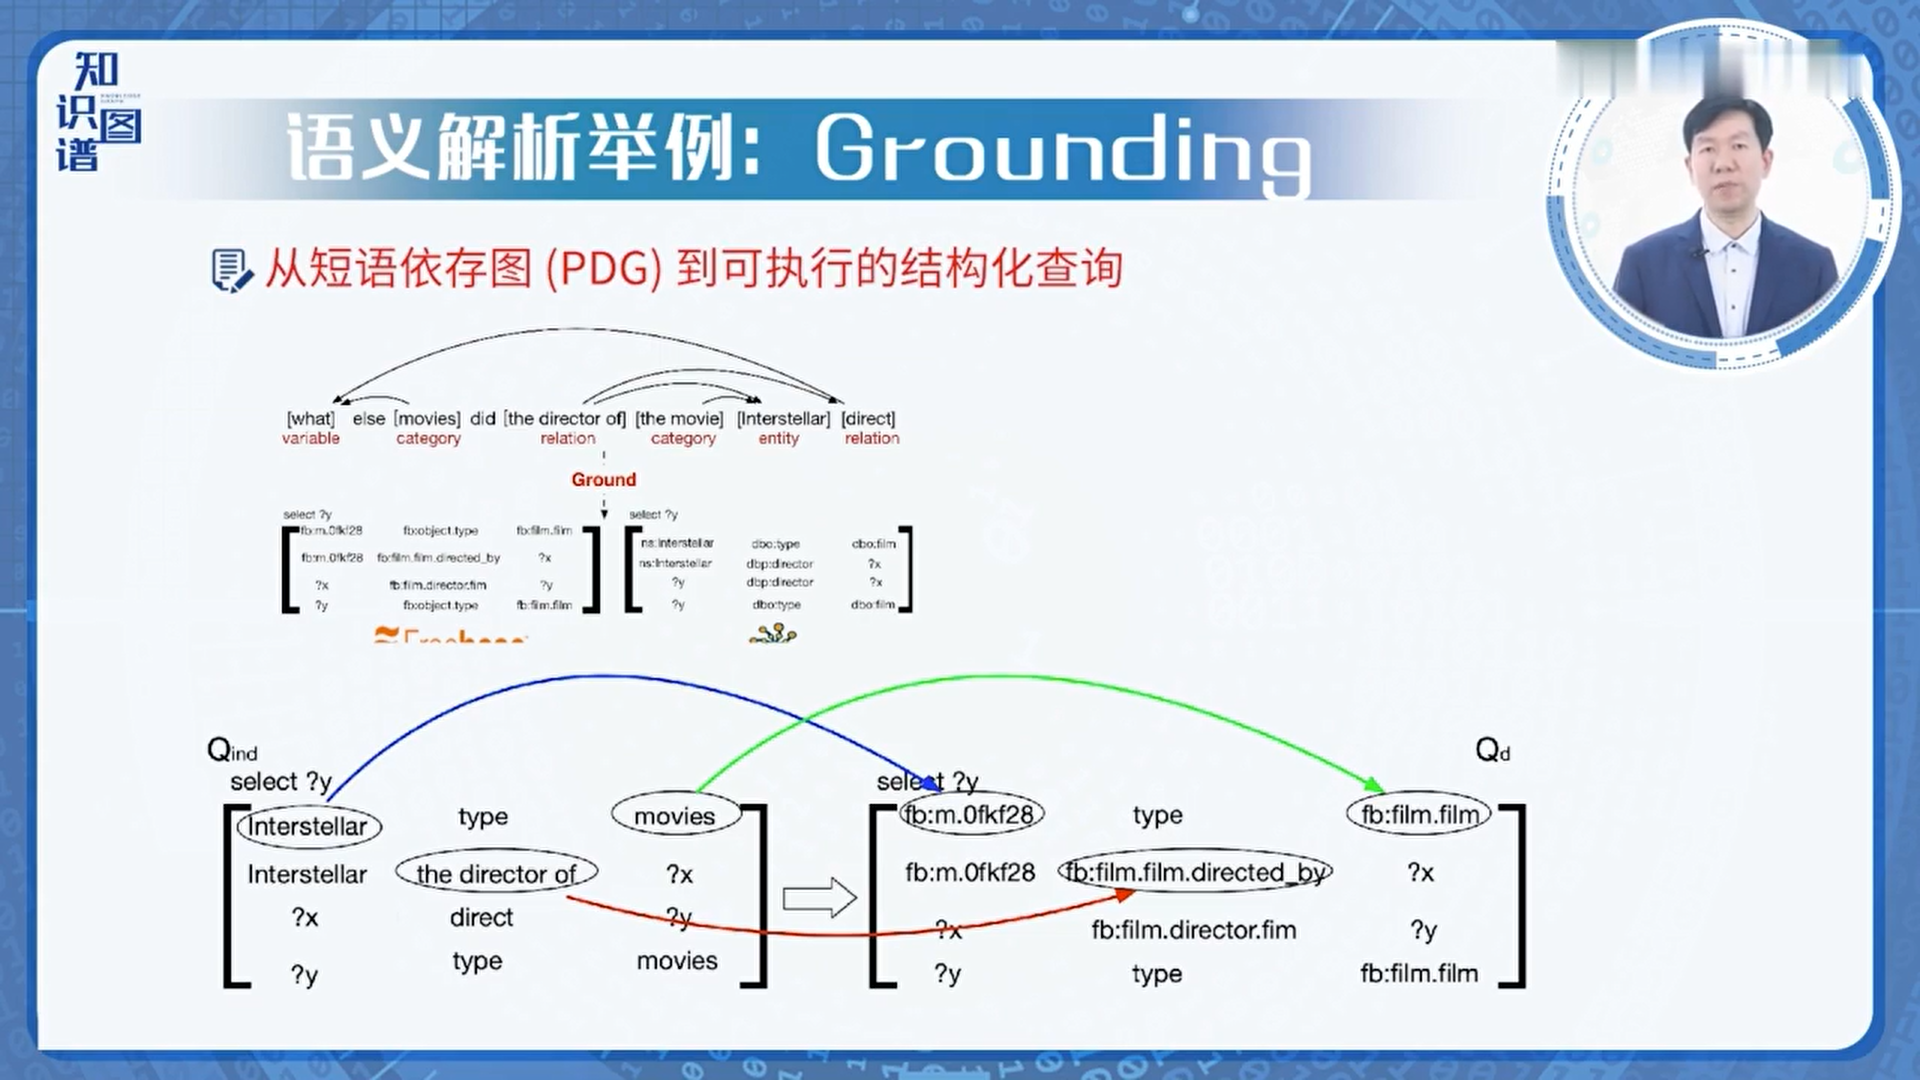 知识图谱
语义解析举例：Grounding
从短语依存图 (PDG) 到可执行的结构化查询
[what] else [movies] did [the director of] [the movie] [Interstellar] [direct]
variable category relation category entity relation
Ground
select ?y
fb:m.0fkf28 fb:object.type fb:film.film
fb:m.0fkf28 fb:film.film.directed_by ?x
?x fb:film.director.fim ?y
?y fb:object.type fb:film.film
select ?y
ns:Interstellar dbo:type dbo:film
ns:Interstellar dbp:director ?x
?y dbp:director ?x
?y dbo:type dbo:film
Freebase
Qind
select ?y
Interstellar type movies
Interstellar the director of ?x
?x direct ?y
?y type movies
Qd
select ?y
fb:m.0fkf28 type fb:film.film
fb:m.0fkf28 fb:film.film.directed_by ?x
?x fb:film.director.fim ?y
?y type fb:film.film